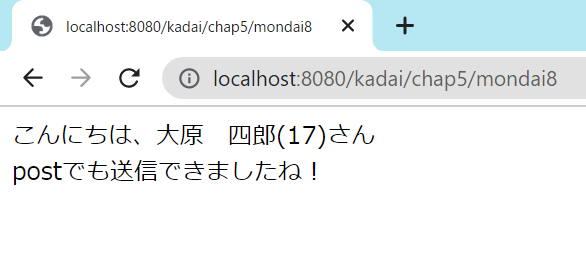 localhost:8080/kadai/chap5/mondai8
localhost:8080/kadai/chap5/mondai8
こんにちは、大原　四郎(17)さん
postでも送信できましたね！